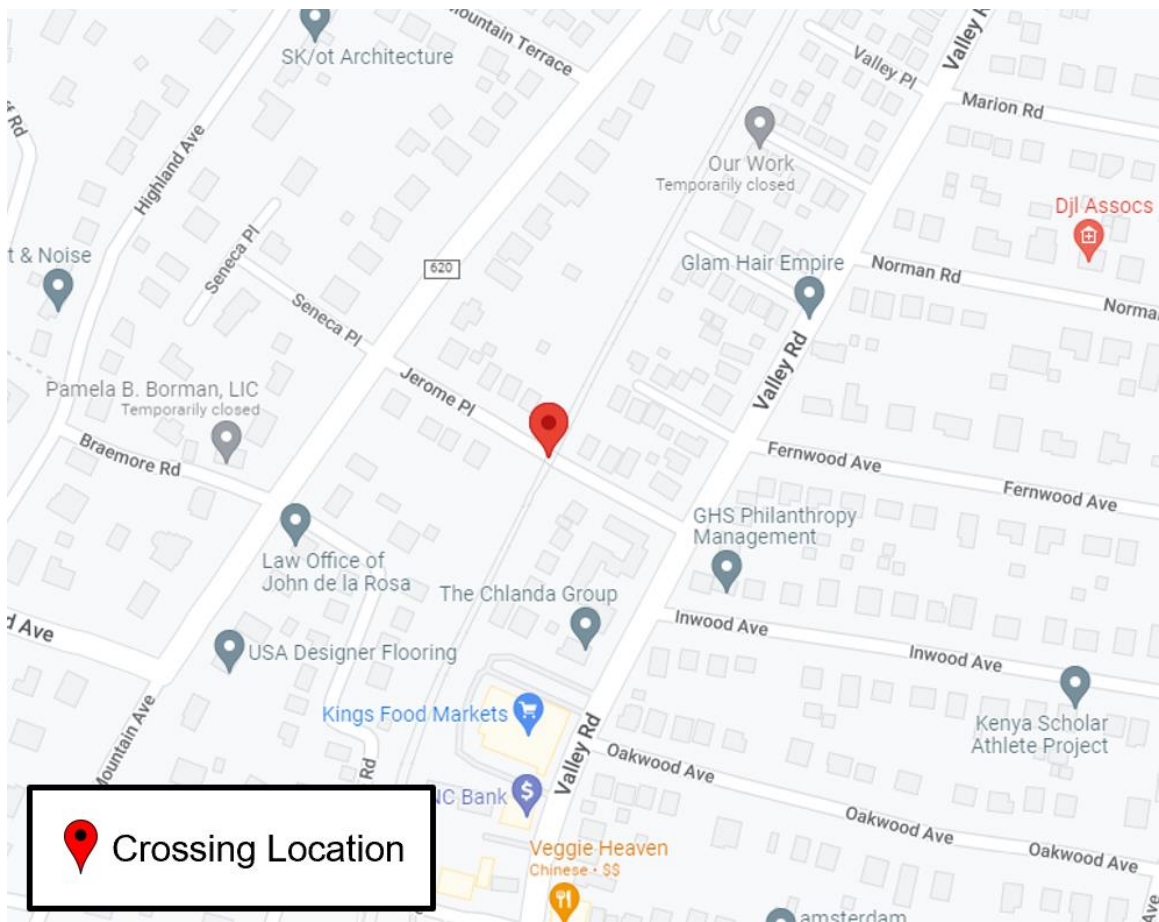 SK/ot Architecture
Mountain Terrace
Valley Rd
Valley Pl
Marion Rd
Highland Ave
Our Work
Temporarily closed
Djl Assocs
Seneca Pl
t & Noise
620
Glam Hair Empire
Norman Rd
Norman
Seneca Pl
Valley Rd
Jerome Pl
Pamela B. Borman, LIC
Temporarily closed
Braemore Rd
Fernwood Ave
Fernwood Ave
GHS Philanthropy
Management
Law Office of
John de la Rosa
The Chlanda Group
Inwood Ave
Inwood Ave
d Ave
USA Designer Flooring
Kings Food Markets
Kenya Scholar
Athlete Project
Mountain Ave
Rd
Valley Rd
Oakwood Ave
NC Bank
Oakwood Ave
Oakwood Ave
Veggie Heaven
Chinese • $$
Crossing Location
amsterdam
Ave